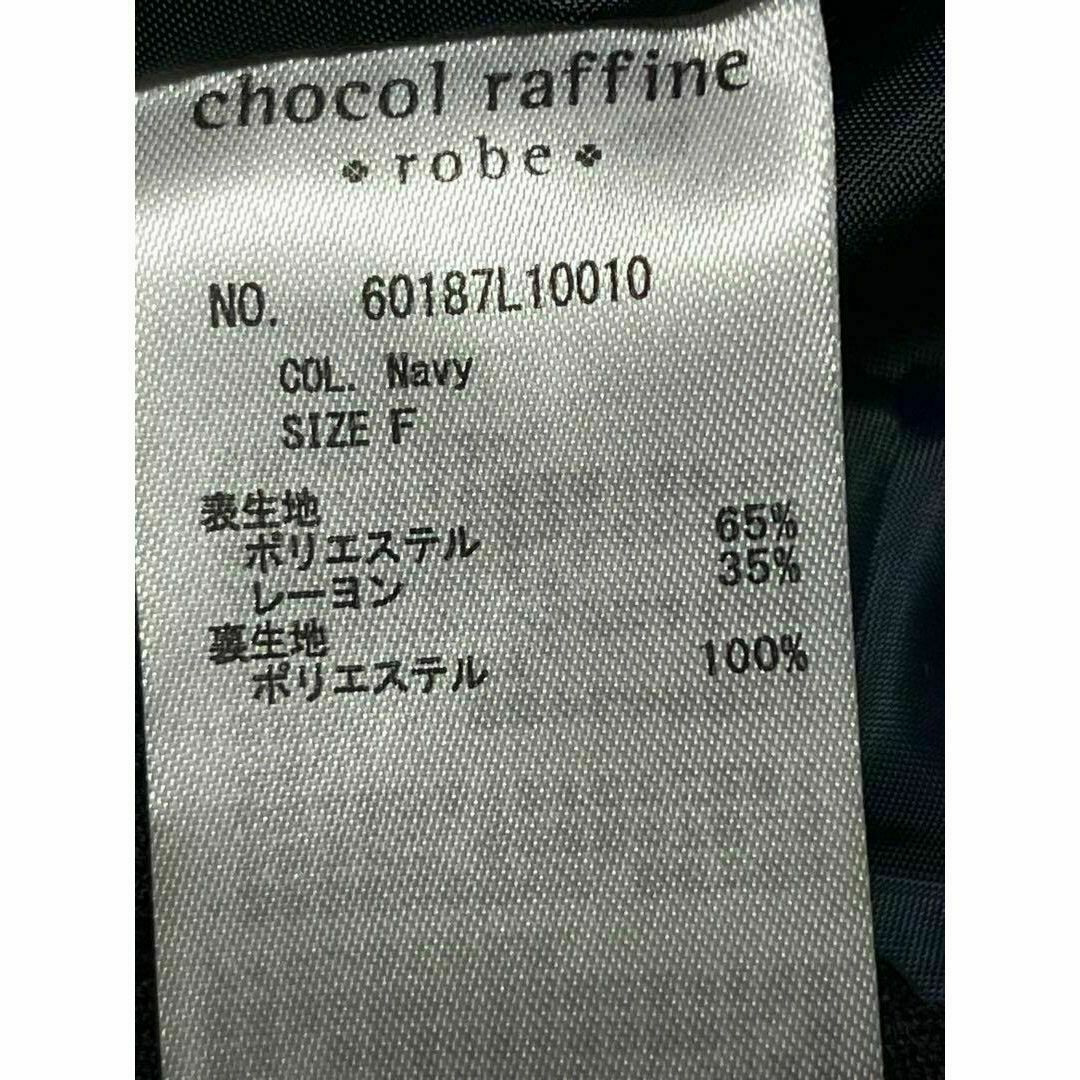 chocol raffine
robe
NO. 60187L10010
COL. Navy
SIZE F
表生地
ポリエステル 65%
レーヨン 35%
裏生地
ポリエステル 100%